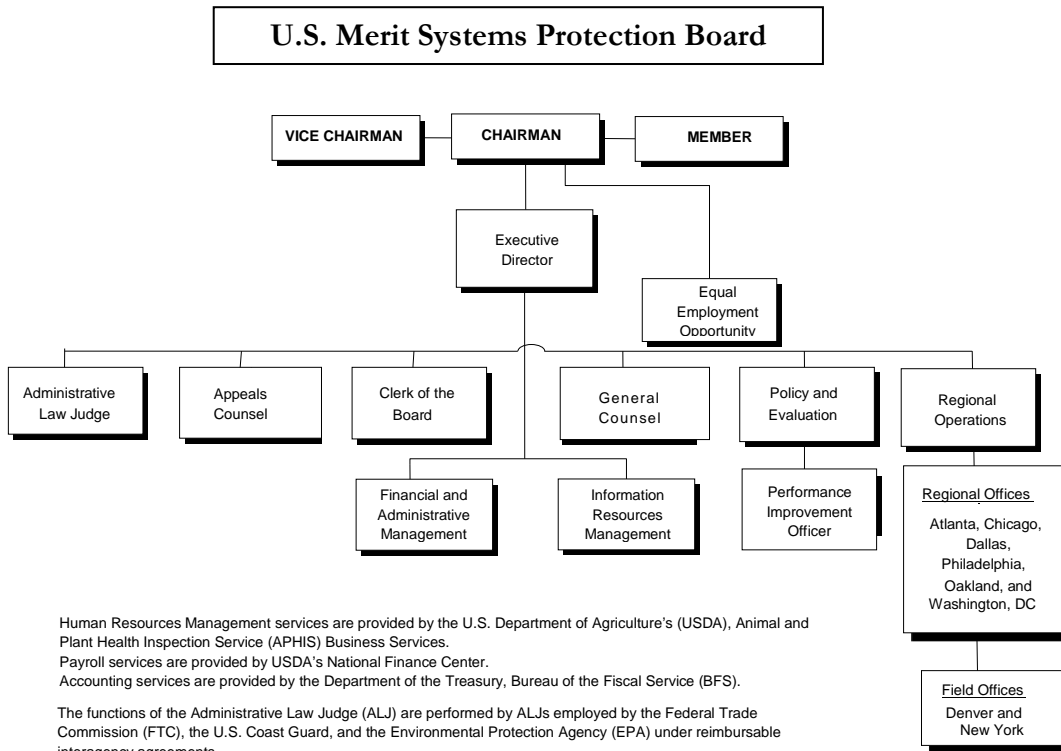 U.S. Merit Systems Protection Board
VICE CHAIRMAN
CHAIRMAN
MEMBER
Executive
Director
Equal
Employment
Opportunity
Administrative
Law Judge
Appeals
Counsel
Clerk of the
Board
General
Counsel
Policy and
Evaluation
Regional
Operations
Financial and
Administrative
Management
Information
Resources
Management
Performance
Improvement
Officer
Regional Offices
Atlanta, Chicago,
Dallas,
Philadelphia,
Oakland, and
Washington, DC
Field Offices
Denver and
New York
Human Resources Management services are provided by the U.S. Department of Agriculture's (USDA), Animal and
Plant Health Inspection Service (APHIS) Business Services.
Payroll services are provided by USDA's National Finance Center.
Accounting services are provided by the Department of the Treasury, Bureau of the Fiscal Service (BFS).
The functions of the Administrative Law Judge (ALJ) are performed by ALJs employed by the Federal Trade
Commission (FTC), the U.S. Coast Guard, and the Environmental Protection Agency (EPA) under reimbursable
interagency agreements